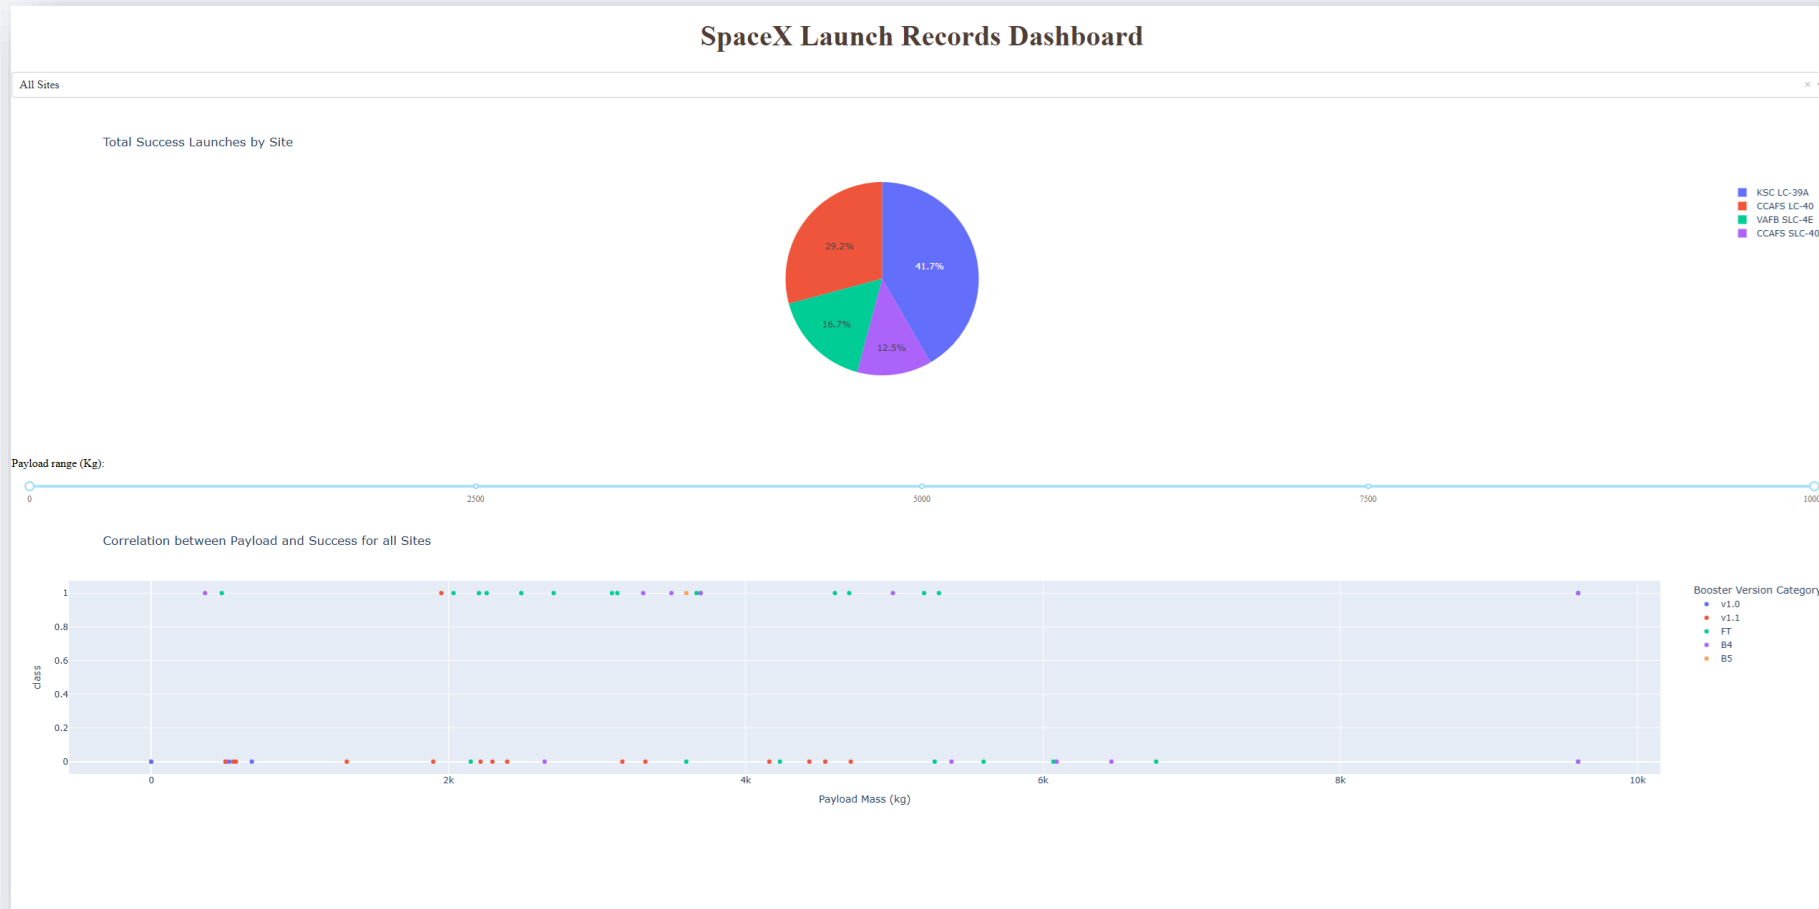 SpaceX Launch Records Dashboard
All Sites
×
Total Success Launches by Site
KSC LC-39A
CCAFS LC-40
VAFB SLC-4E
CCAFS SLC-40
29.2%
41.7%
16.7%
12.5%
Payload range (Kg):
0 2500 5000 7500 1000
Correlation between Payload and Success for all Sites
Booster Version Category
v1.0
v1.1
FT
B4
B5
class
1
0.8
0.6
0.4
0.2
0
0 2k 4k 6k 8k 10k
Payload Mass (kg)